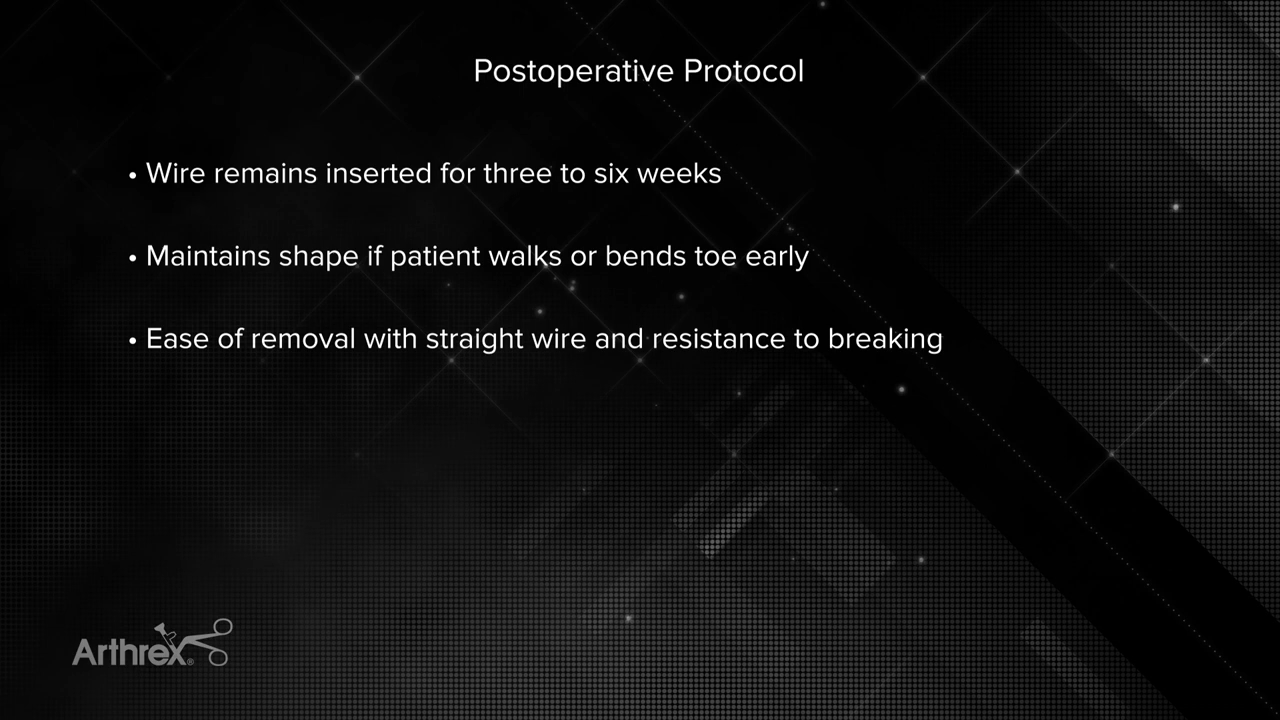 Postoperative Protocol
• Wire remains inserted for three to six weeks
• Maintains shape if patient walks or bends toe early
• Ease of removal with straight wire and resistance to breaking
Arthrex®